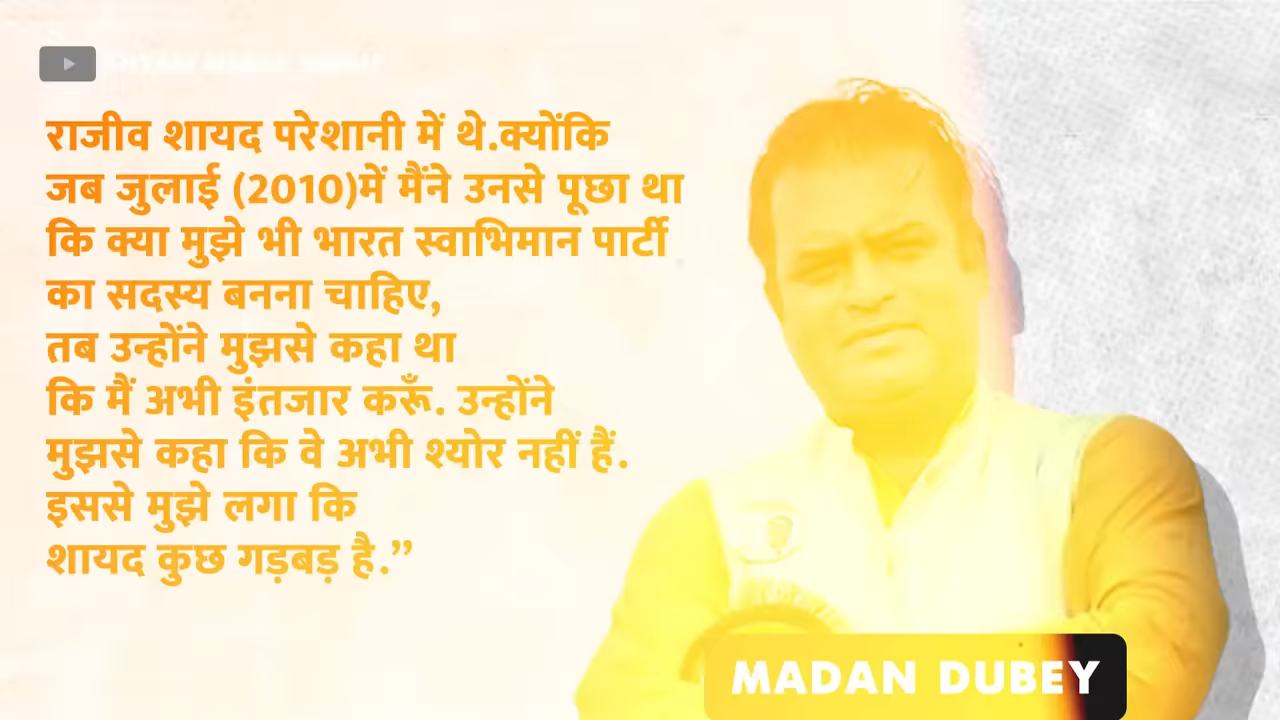 राजीव शायद परेशानी में थे.क्योंकि
जब जुलाई (2010)में मैंने उनसे पूछा था
कि क्या मुझे भी भारत स्वाभिमान पार्टी
का सदस्य बनना चाहिए,
तब उन्होंने मुझसे कहा था
कि मैं अभी इंतजार करूँ. उन्होंने
मुझसे कहा कि वे अभी श्योर नहीं हैं.
इससे मुझे लगा कि
शायद कुछ गड़बड़ है.”
MADAN DUBEY